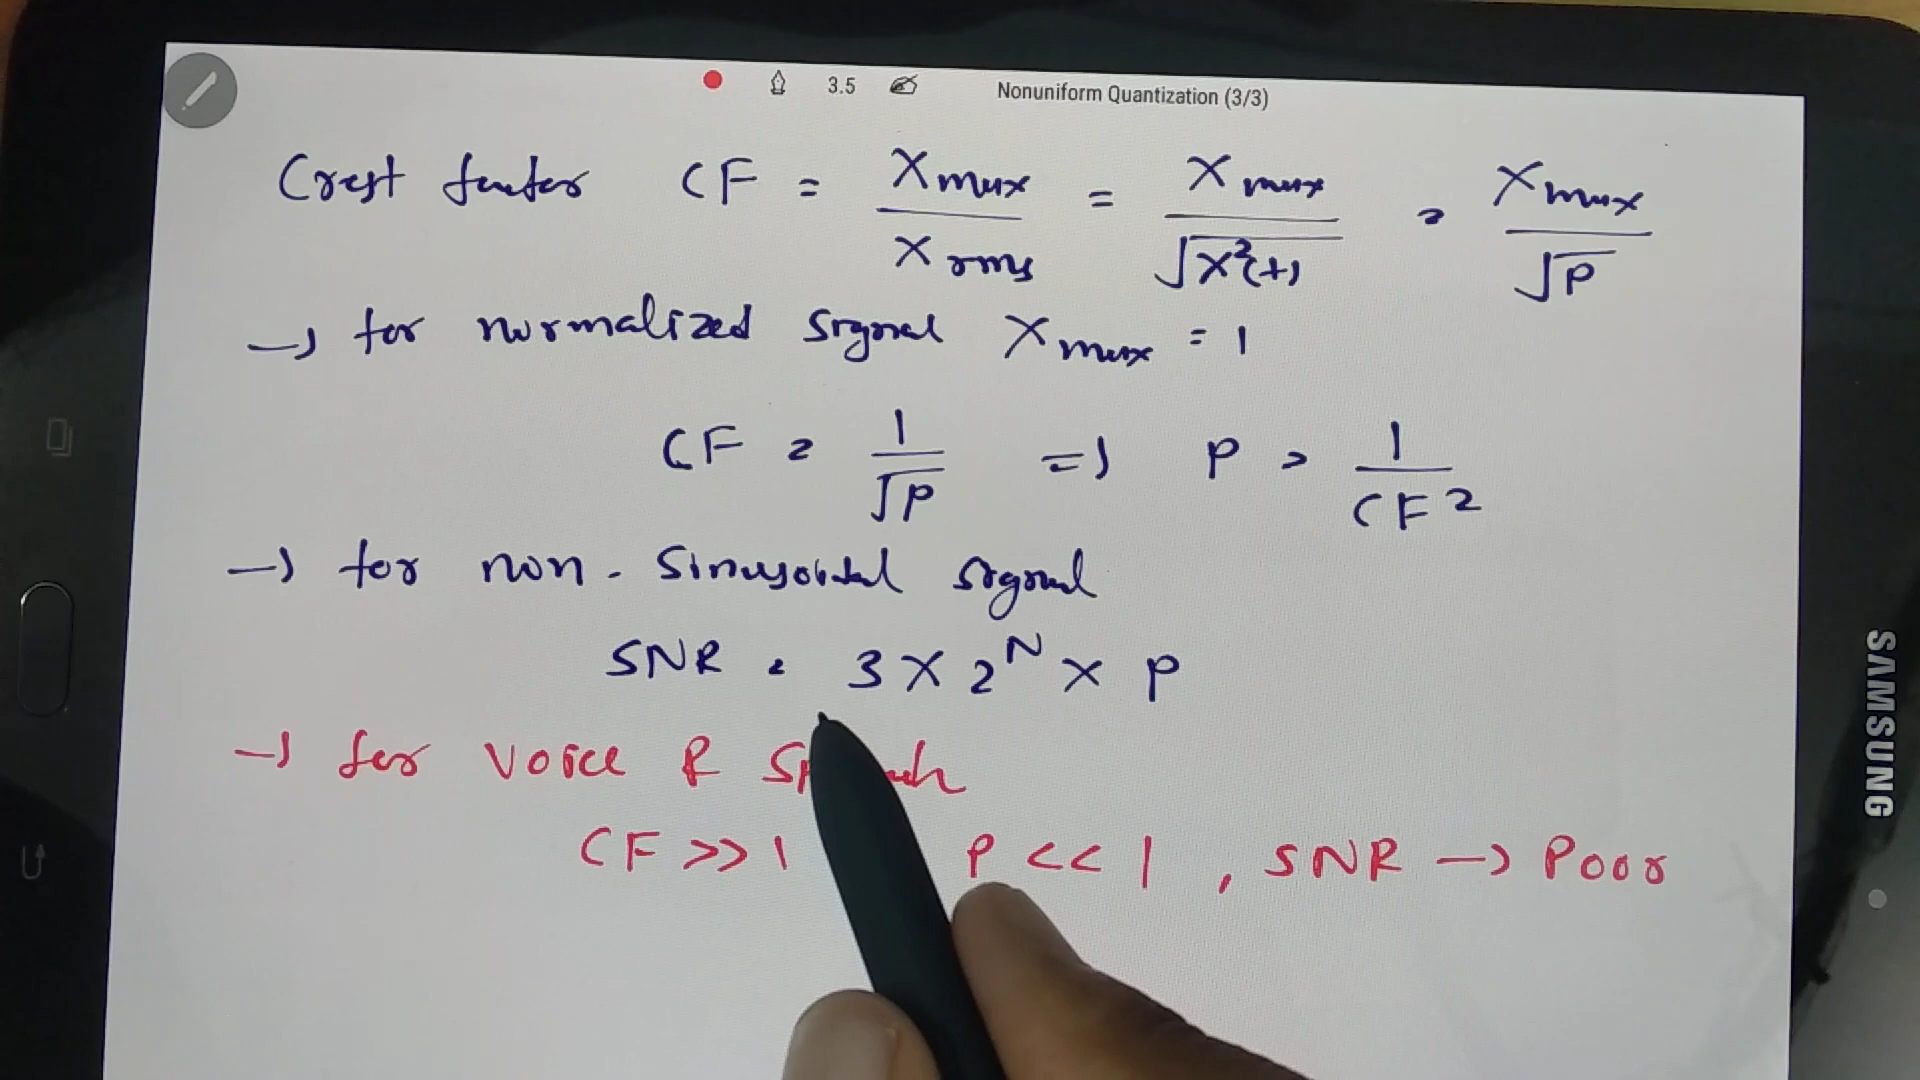 3.5 Nonuniform Quantization (3/3)
Crest factor CF = Xmax / Xrms = Xmax / √X²(t) = Xmax / √P
→ for normalized signal Xmax = 1
CF = 1 / √P => P = 1 / CF²
→ for non-sinusoidal signal
SNR = 3 X 2^N X P
→ for voice & 
CF >> 1 P << 1, SNR → Poor
SAMSUNG